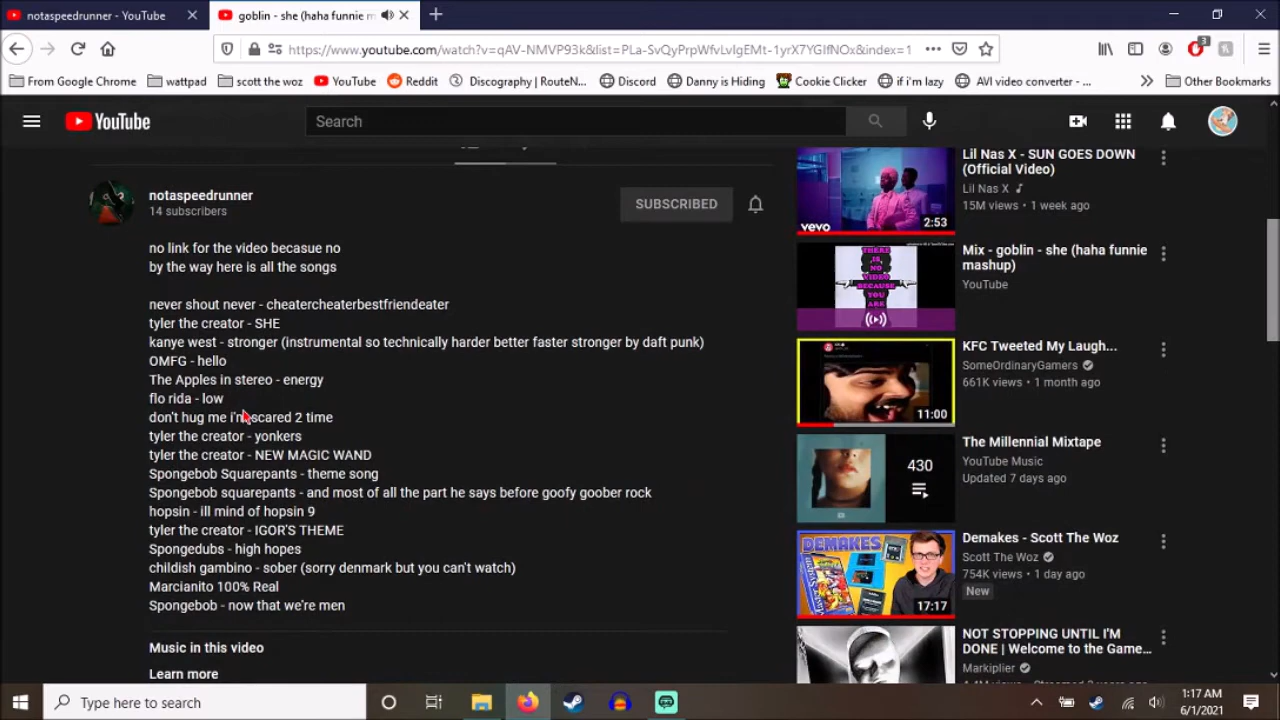 notaspeedrunner - YouTube
goblin - she (haha funnie m
https://www.youtube.com/watch?v=qAV-NMVP93k&list=PLa-SvQyPrpWfvLvIgEMt-1yrX7YGIfNOx&index=1
3
From Google Chrome
wattpad
scott the woz
YouTube
Reddit
Discography | RouteN...
Discord
Danny is Hiding
Cookie Clicker
if i'm lazy
AVI video converter - ...
Other Bookmarks
YouTube
Search
notaspeedrunner
14 subscribers
SUBSCRIBED
no link for the video becasue no
by the way here is all the songs
never shout never - cheatercheaterbestfriendeater
tyler the creator - SHE
kanye west - stronger (instrumental so technically harder better faster stronger by daft punk)
OMFG - hello
The Apples in stereo - energy
flo rida - low
don't hug me i'm scared 2 time
tyler the creator - yonkers
tyler the creator - NEW MAGIC WAND
Spongebob Squarepants - theme song
Spongebob squarepants - and most of all the part he says before goofy goober rock
hopsin - ill mind of hopsin 9
tyler the creator - IGOR'S THEME
Spongedubs - high hopes
childish gambino - sober (sorry denmark but you can't watch)
Marcianito 100% Real
Spongebob - now that we're men
Music in this video
Learn more
vevo
2:53
Lil Nas X - SUN GOES DOWN
(Official Video)
Lil Nas X
15M views • 1 week ago
THERE
IS
NO
VIDEO
BECAUSE
YOU
ARE
Mix - goblin - she (haha funnie
mashup)
YouTube
11:00
KFC Tweeted My Laugh...
SomeOrdinaryGamers
661K views • 1 month ago
430
The Millennial Mixtape
YouTube Music
Updated 7 days ago
DEMAKES
17:17
Demakes - Scott The Woz
Scott The Woz
754K views • 1 day ago
New
NOT STOPPING UNTIL I'M
DONE | Welcome to the Game...
Markiplier
Type here to search
1:17 AM
6/1/2021